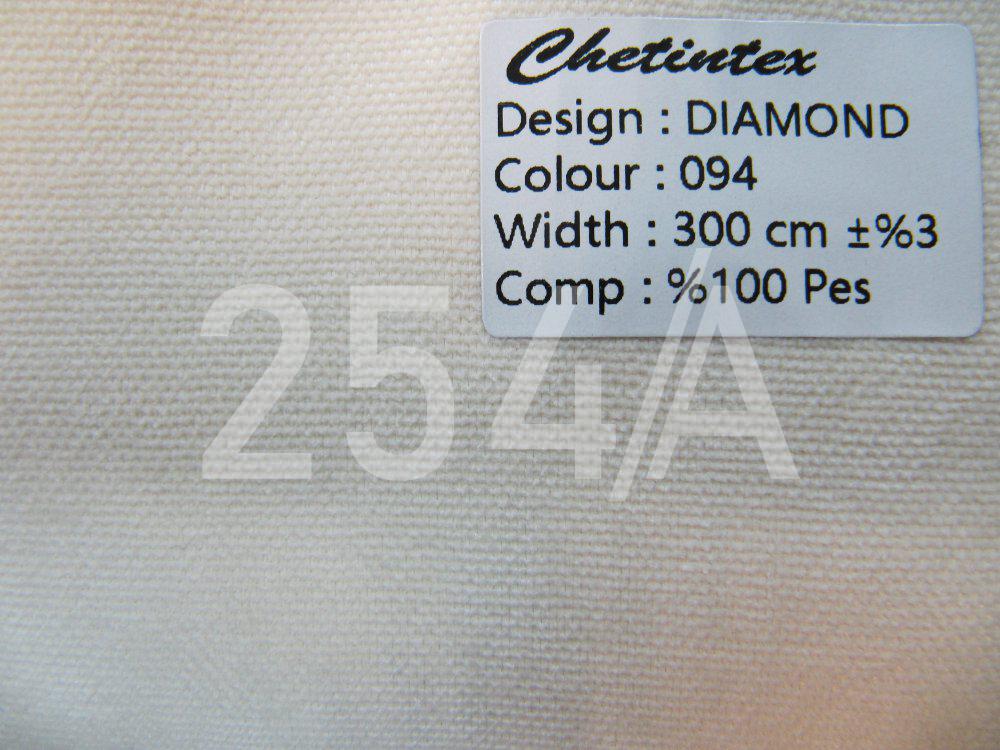 Chetintex
Design : DIAMOND
Colour : 094
Width : 300 cm ±%3
Comp : %100 Pes
254/A